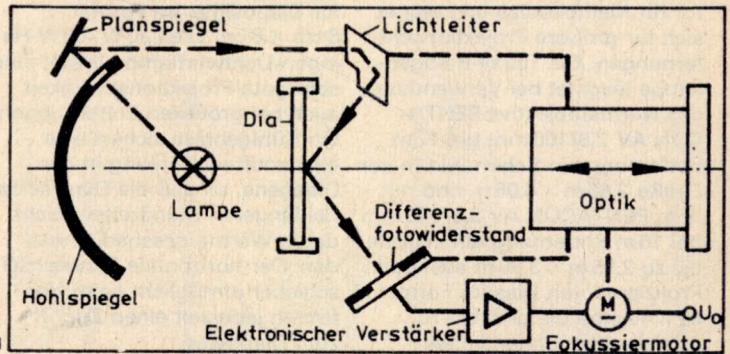 Planspiegel
Lichtleiter
Dia
Lampe
Optik
Differenz-
fotowiderstand
Hohlspiegel
M
U₀
Elektronischer Verstärker
Fokussiermotor